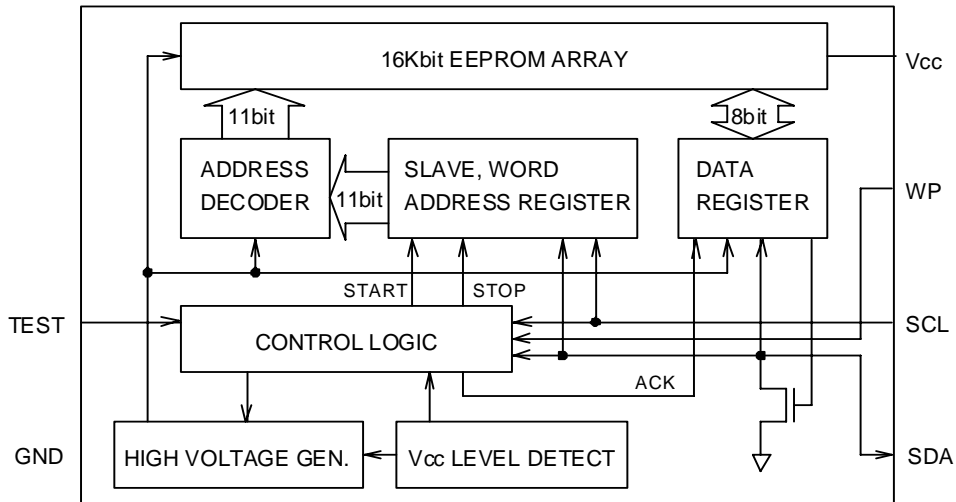 16Kbit EEPROM ARRAY
Vcc
11bit
8bit
ADDRESS
DECODER
11bit
SLAVE, WORD
ADDRESS REGISTER
DATA
REGISTER
WP
START
STOP
TEST
CONTROL LOGIC
SCL
ACK
GND
HIGH VOLTAGE GEN.
Vcc LEVEL DETECT
SDA